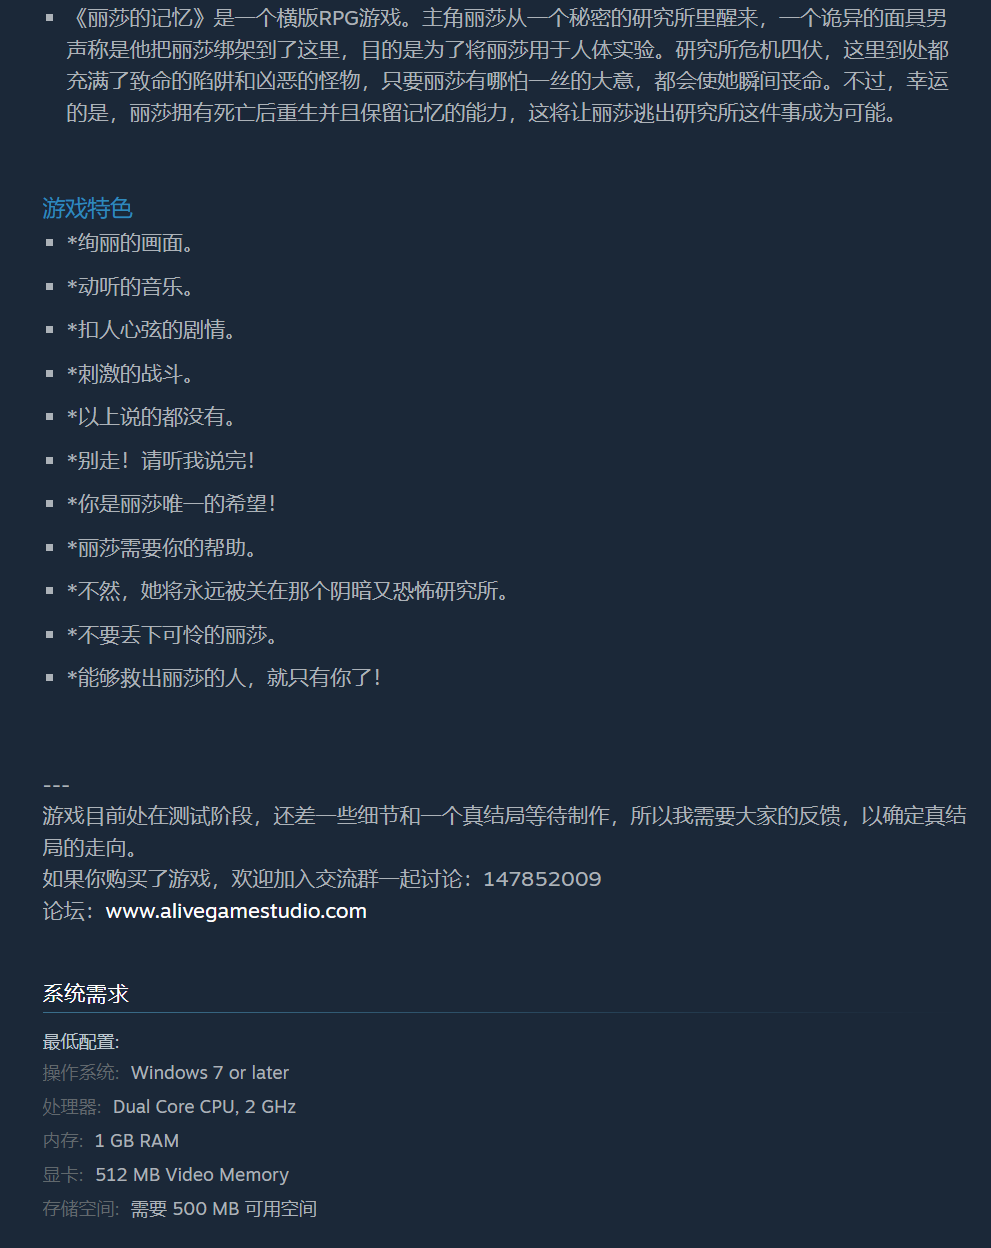 《丽莎的记忆》是一个横版RPG游戏。主角丽莎从一个秘密的研究所里醒来，一个诡异的面具男
声称是他把丽莎绑架到了这里，目的是为了将丽莎用于人体实验。研究所危机四伏，这里到处都
充满了致命的陷阱和凶恶的怪物，只要丽莎有哪怕一丝的大意，都会使她瞬间丧命。不过，幸运
的是，丽莎拥有死亡后重生并且保留记忆的能力，这将让丽莎逃出研究所这件事成为可能。
游戏特色
*绚丽的画面。
*动听的音乐。
*扣人心弦的剧情。
*刺激的战斗。
*以上说的都没有。
*别走！请听我说完！
*你是丽莎唯一的希望！
*丽莎需要你的帮助。
*不然，她将永远被关在那个阴暗又恐怖研究所。
*不要丢下可怜的丽莎。
*能够救出丽莎的人，就只有你了！
---
游戏目前处在测试阶段，还差一些细节和一个真结局等待制作，所以我需要大家的反馈，以确定真结
局的走向。
如果你购买了游戏，欢迎加入交流群一起讨论：147852009
论坛：www.alivegamestudio.com
系统需求
最低配置:
操作系统: Windows 7 or later
处理器: Dual Core CPU, 2 GHz
内存: 1 GB RAM
显卡: 512 MB Video Memory
存储空间: 需要 500 MB 可用空间